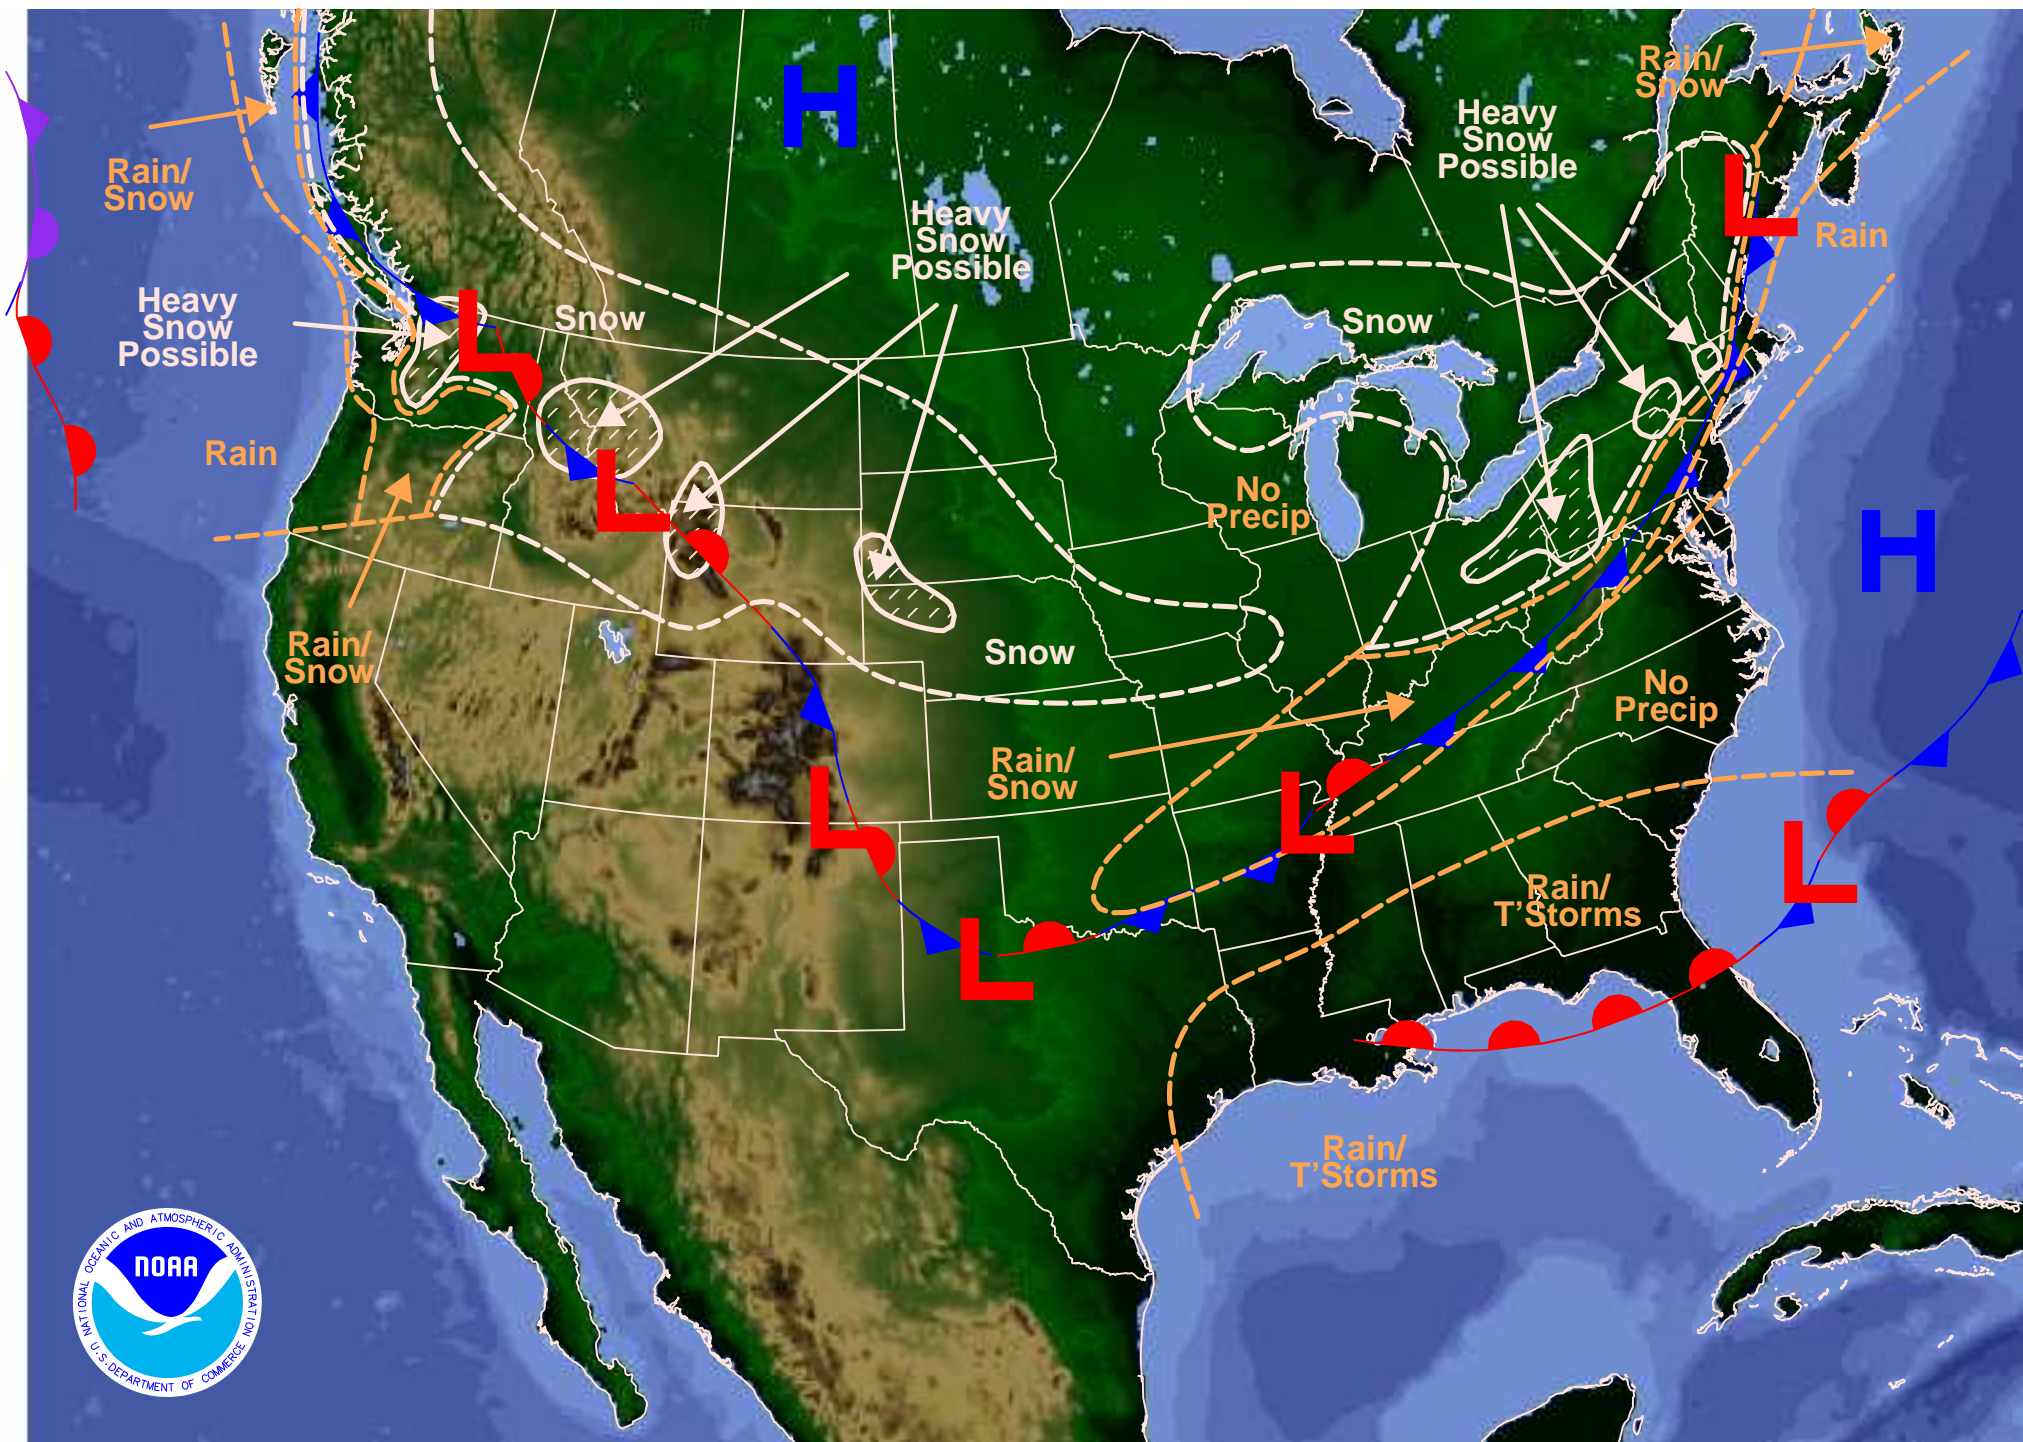 H
Rain/
Snow
Heavy
Snow
Possible
Rain/
Snow
Heavy
Snow
Possible
L
Rain
Heavy
Snow
Possible
L
Snow
Snow
Rain
L
No
Precip
H
Rain/
Snow
Snow
No
Precip
Rain/
Snow
L
L
L
Rain/
T'Storms
L
Rain/
T'Storms
NOAA
NATIONAL OCEANIC AND ATMOSPHERIC ADMINISTRATION
U.S. DEPARTMENT OF COMMERCE